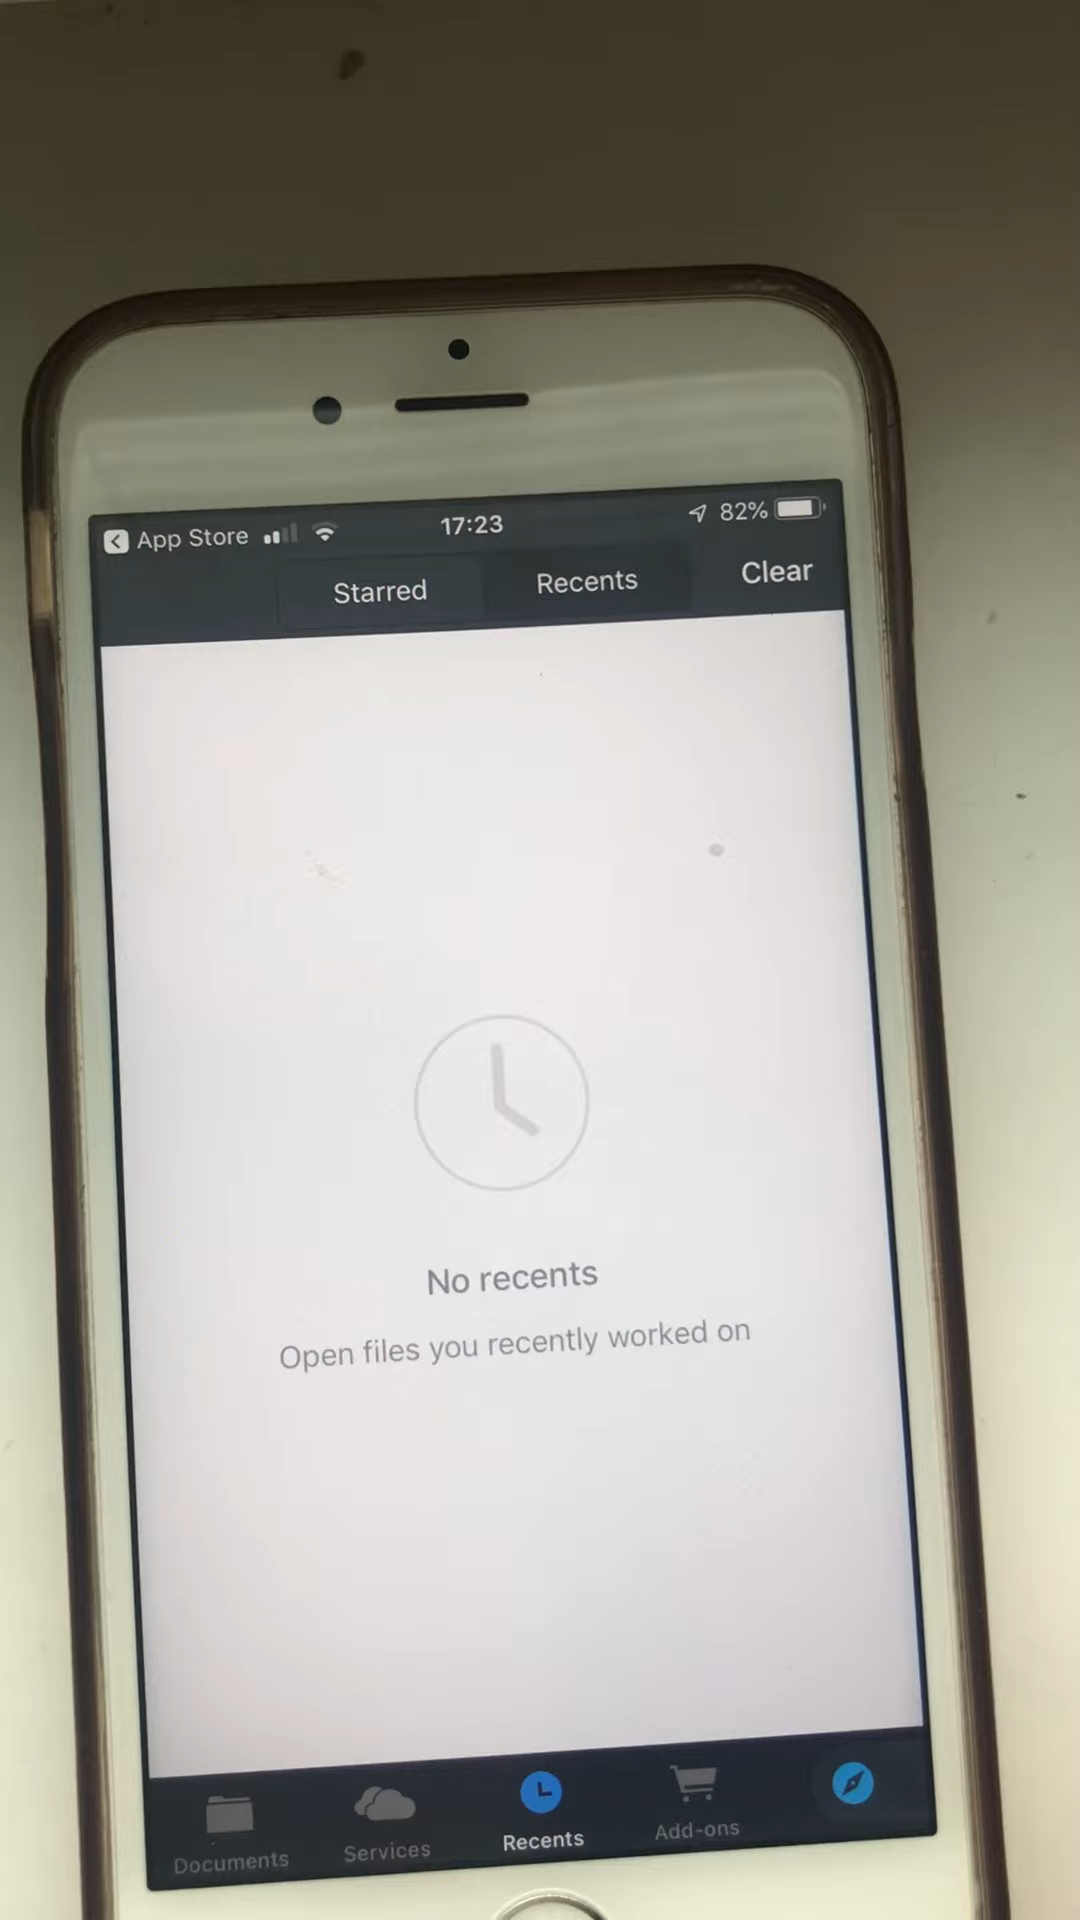 App Store 17:23 82%
Starred Recents Clear
No recents
Open files you recently worked on
Documents Services Recents Add-ons